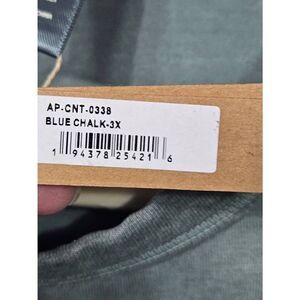 AP-CNT-0338
BLUE CHALK-3X
1 94378 25421 6